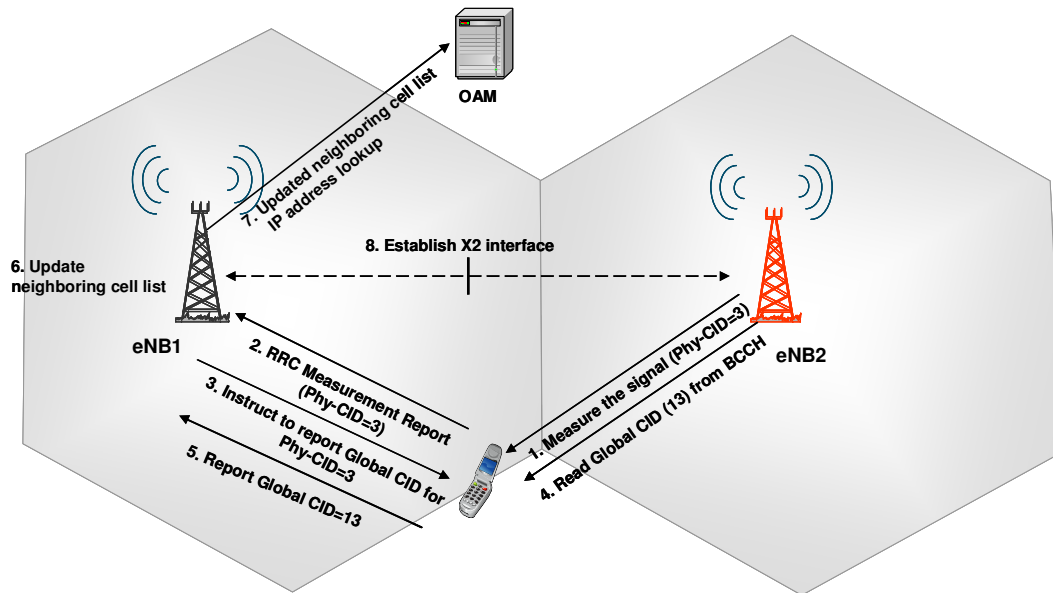 OAM
7. Updated neighboring cell list
IP address lookup
8. Establish X2 interface
6. Update
neighboring cell list
eNB1
eNB2
2. RRC Measurement Report
(Phy-CID=3)
3. Instruct to report Global CID for
Phy-CID=3
5. Report Global CID=13
1. Measure the signal (Phy-CID=3)
4. Read Global CID (13) from BCCH